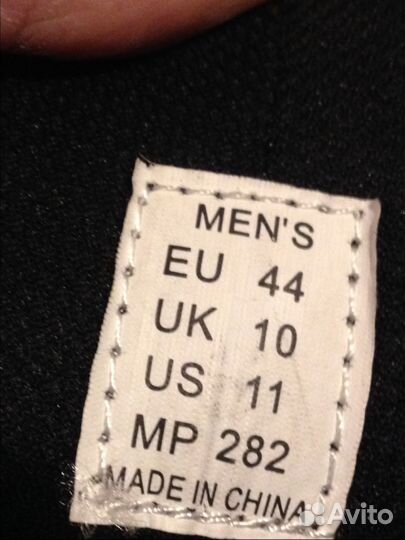 MEN'S
EU 44
UK 10
US 11
MP 282
MADE IN CHINA
Avito